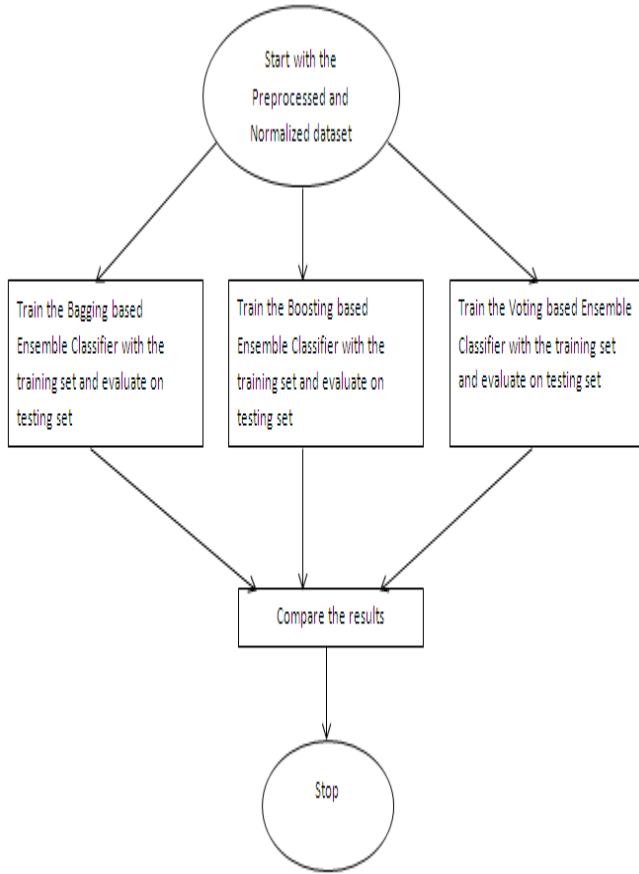 Start with the
Preprocessed and
Normalized dataset
Train the Bagging based
Ensemble Classifier with the
training set and evaluate on
testing set
Train the Boosting based
Ensemble Classifier with the
training set and evaluate on
testing set
Train the Voting based Ensemble
Classifier with the training set
and evaluate on testing set
Compare the results
Stop